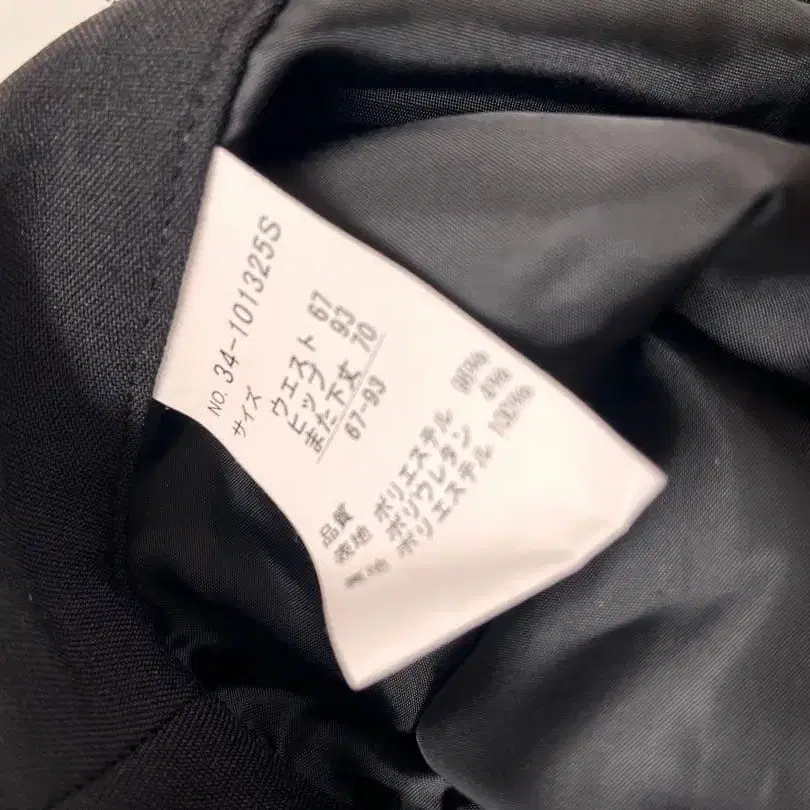 NO. 34-101325S
サイズ
ウェスト 67
ヒップ 93
また下丈 70
67-93
品質
表地 ポリエステル 96%
ポリウレタン 4%
裏地 ポリエステル 100%